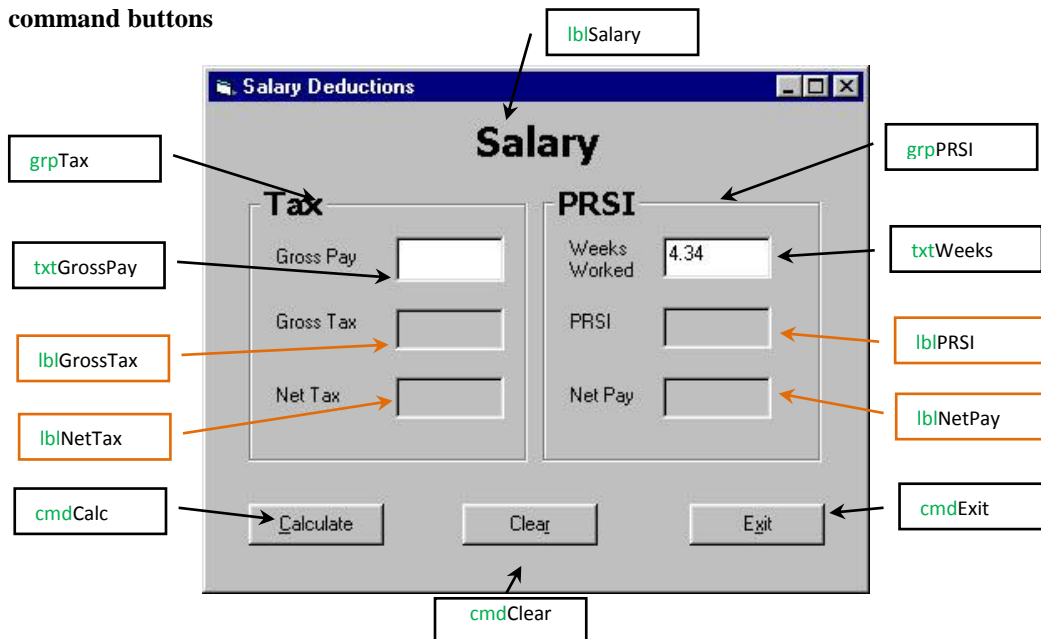 command buttons
lblSalary
Salary Deductions
Salary
grpTax
grpPRSI
Tax
PRSI
txtGrossPay
Gross Pay
Weeks
Worked
4.34
txtWeeks
lblGrossTax
Gross Tax
PRSI
lblPRSI
lblNetTax
Net Tax
Net Pay
lblNetPay
cmdCalc
Calculate
Clear
Exit
cmdExit
cmdClear